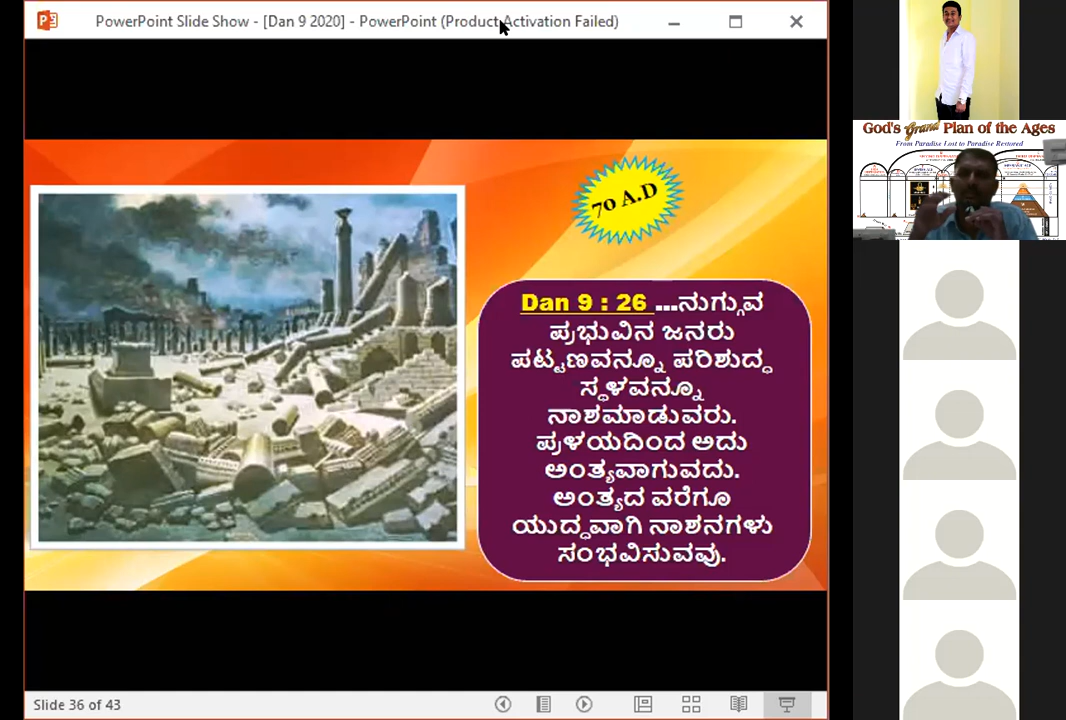 PowerPoint Slide Show - [Dan 9 2020] - PowerPoint (Product Activation Failed)
God's Grand Plan of the Ages
From Paradise Lost to Paradise Restored
70 A.D
Dan 9 : 26 ...ನುಗ್ಗುವ
ಪ್ರಭುವಿನ ಜನರು
ಪಟ್ಟಣವನ್ನೂ ಪರಿಶುದ್ಧ
ಸ್ಥಳವನ್ನೂ
ನಾಶಮಾಡುವರು.
ಪ್ರಳಯದಿಂದ ಅದು
ಅಂತ್ಯವಾಗುವದು.
ಅಂತ್ಯದ ವರೆಗೂ
ಯುದ್ಧವಾಗಿ ನಾಶನಗಳು
ಸಂಭವಿಸುವವು.
Slide 36 of 43